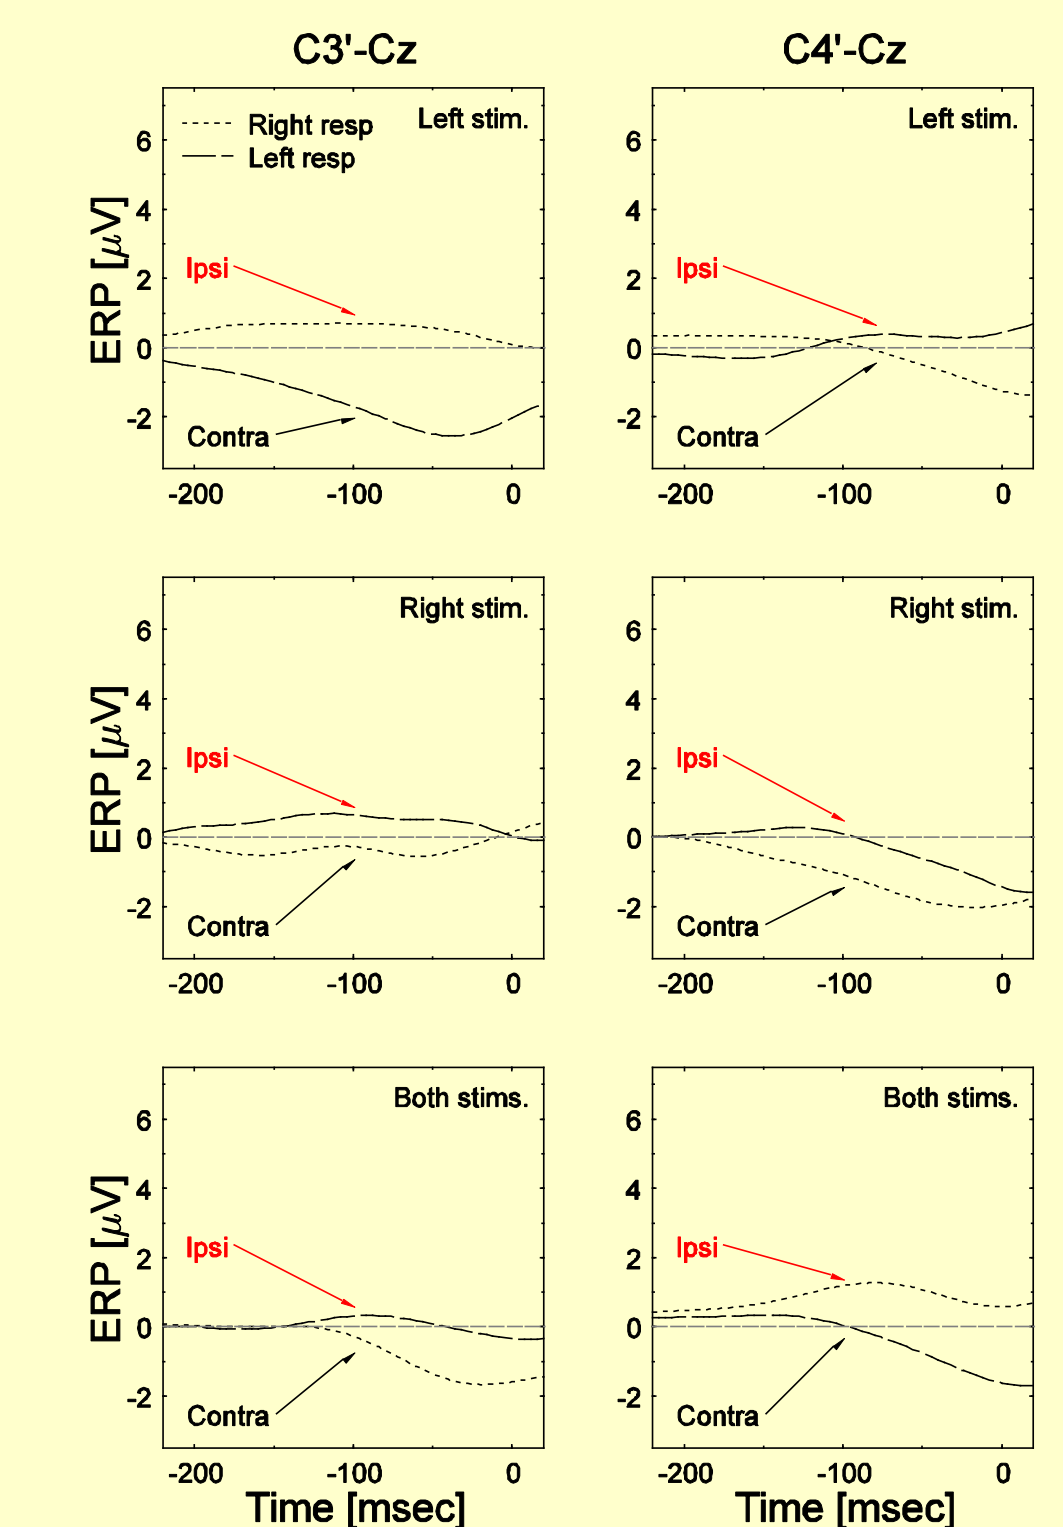 C3'-Cz
C4'-Cz
ERP [μV]
6
4
2
0
-2
Right resp
Left resp
Left stim.
Ipsi
Contra
-200
-100
0
6
4
2
0
-2
Left stim.
Ipsi
Contra
-200
-100
0
ERP [μV]
6
4
2
0
-2
Right stim.
Ipsi
Contra
-200
-100
0
6
4
2
0
-2
Right stim.
Ipsi
Contra
-200
-100
0
ERP [μV]
6
4
2
0
-2
Both stims.
Ipsi
Contra
-200
-100
0
Time [msec]
6
4
2
0
-2
Both stims.
Ipsi
Contra
-200
-100
0
Time [msec]